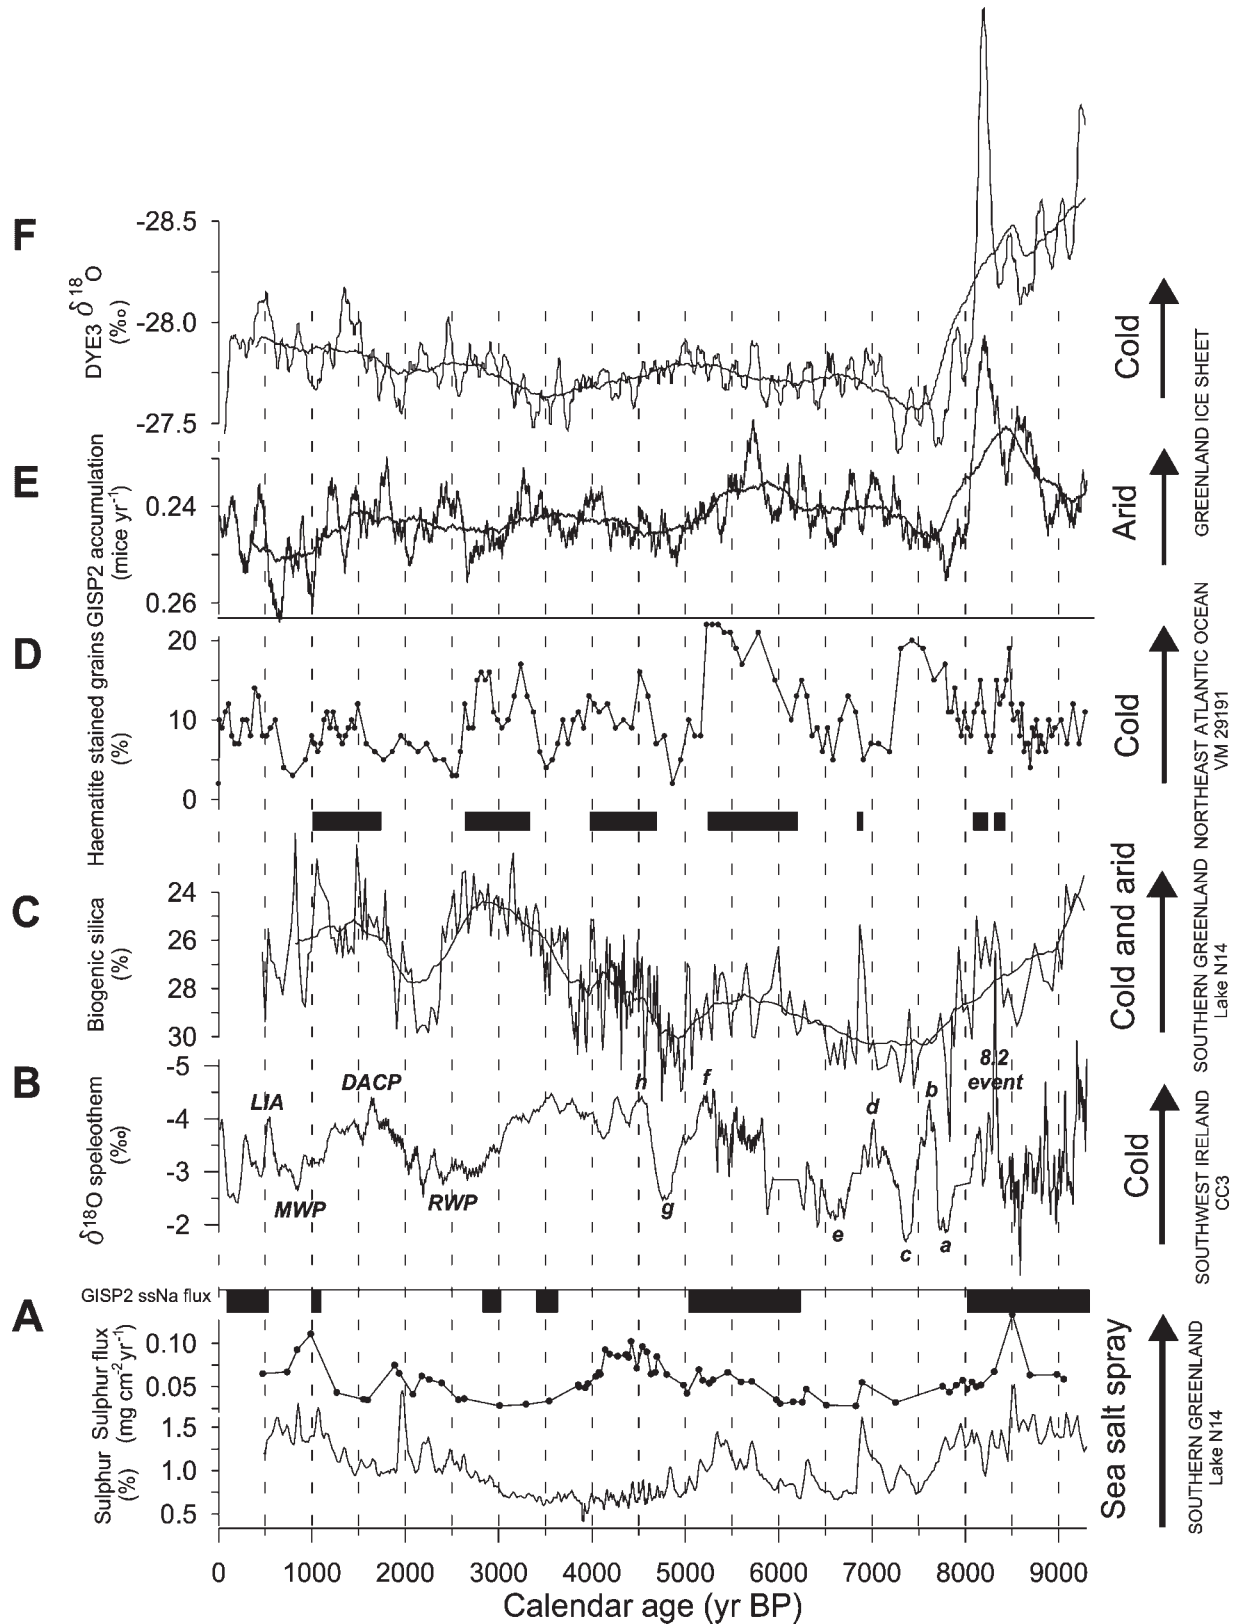 F
DYE3 δ18O
(‰)
-28.5
-28.0
-27.5
Cold
GREENLAND ICE SHEET
E
GISP2 accumulation
(mice yr-1)
0.24
0.26
Arid
D
Haematite stained grains
(%)
20
10
0
Cold
NORTHEAST ATLANTIC OCEAN
VM 29191
C
Biogenic silica
(%)
24
26
28
30
Cold and arid
SOUTHERN GREENLAND
Lake N14
B
δ18O speleothem
(‰)
-5
-4
-3
-2
LIA
MWP
DACP
RWP
h
g
f
e
d
c
b
a
8.2
event
Cold
SOUTHWEST IRELAND
CC3
A
GISP2 ssNa flux
Sulphur flux
(mg cm-2yr-1)
0.10
0.05
Sulphur
(%)
1.5
1.0
0.5
Sea salt spray
SOUTHERN GREENLAND
Lake N14
0 1000 2000 3000 4000 5000 6000 7000 8000 9000
Calendar age (yr BP)